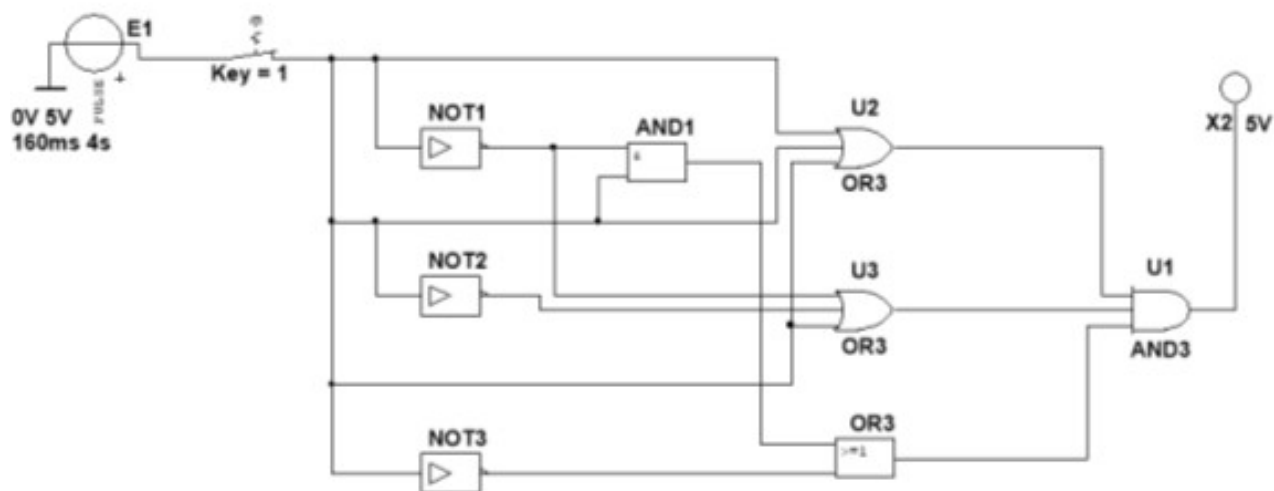 E1
Key = 1
PULSE
+
0V 5V
160ms 4s
NOT1
AND1
&
U2
OR3
X2 5V
NOT2
U3
OR3
U1
AND3
NOT3
OR3
>=1